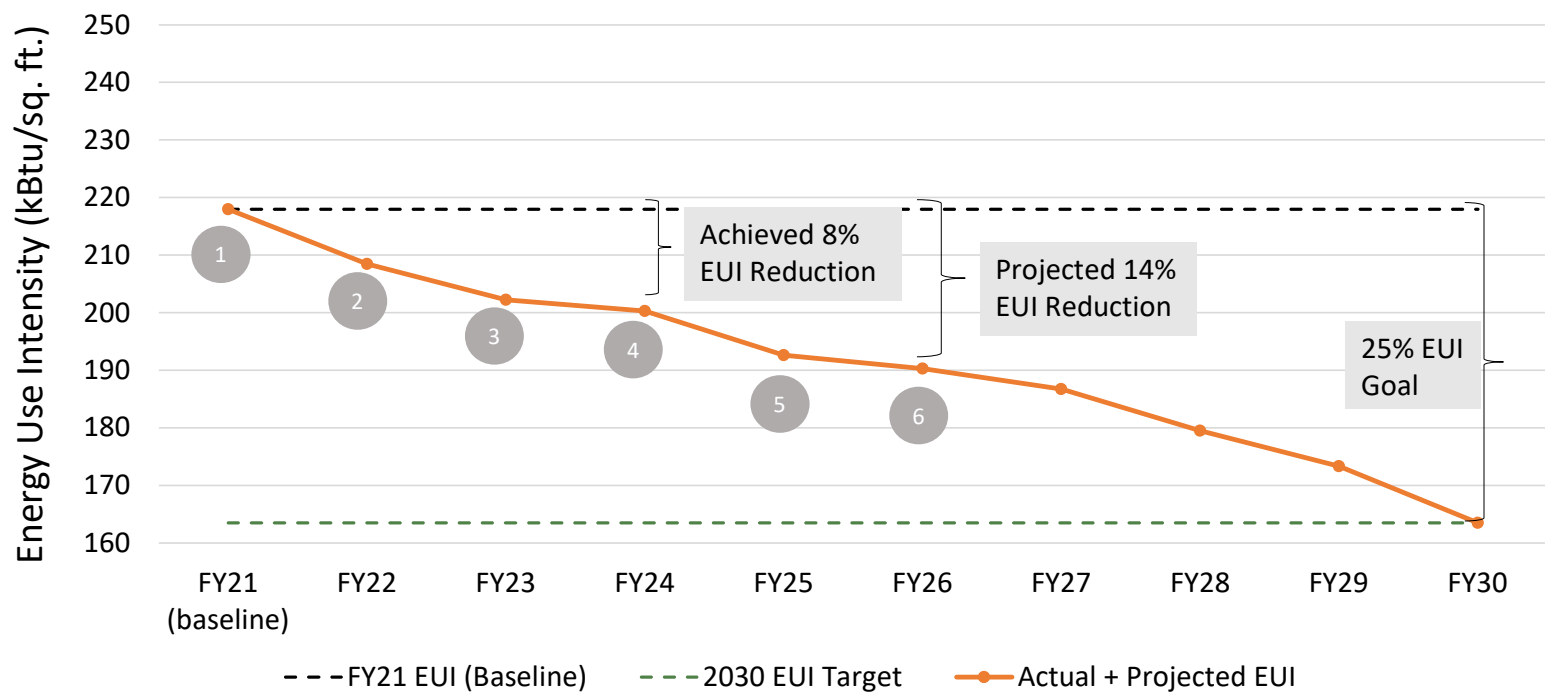 Energy Use Intensity (kBtu/sq. ft.)
250
240
230
220
210
200
190
180
170
160
1
2
3
4
5
6
Achieved 8%
EUI Reduction
Projected 14%
EUI Reduction
25% EUI
Goal
FY21
(baseline)
FY22
FY23
FY24
FY25
FY26
FY27
FY28
FY29
FY30
FY21 EUI (Baseline)
2030 EUI Target
Actual + Projected EUI